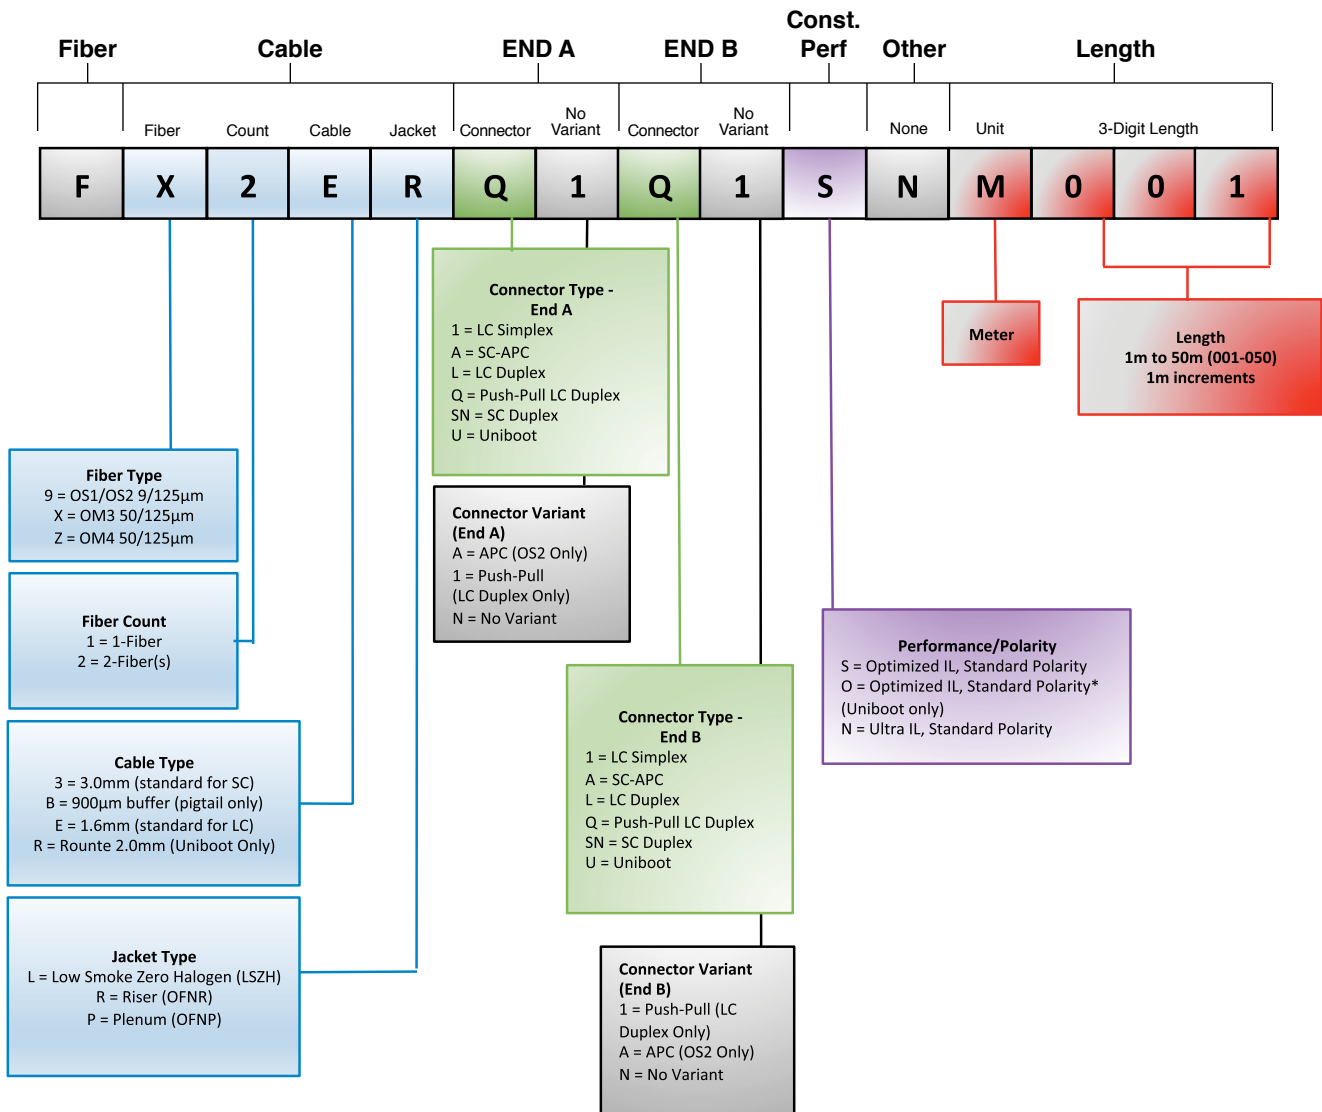 Fiber
Cable
END A
END B
Const.
Perf
Other
Length
Fiber
Count
Cable
Jacket
Connector
No
Variant
Connector
No
Variant
None
Unit
3-Digit Length
F X 2 E R Q 1 Q 1 S N M 0 0 1
Connector Type -
End A
1 = LC Simplex
A = SC-APC
L = LC Duplex
Q = Push-Pull LC Duplex
SN = SC Duplex
U = Uniboot
Meter
Length
1m to 50m (001-050)
1m increments
Fiber Type
9 = OS1/OS2 9/125µm
X = OM3 50/125µm
Z = OM4 50/125µm
Connector Variant
(End A)
A = APC (OS2 Only)
1 = Push-Pull
(LC Duplex Only)
N = No Variant
Fiber Count
1 = 1-Fiber
2 = 2-Fiber(s)
Performance/Polarity
S = Optimized IL, Standard Polarity
O = Optimized IL, Standard Polarity*
(Uniboot only)
N = Ultra IL, Standard Polarity
Connector Type -
End B
1 = LC Simplex
A = SC-APC
L = LC Duplex
Q = Push-Pull LC Duplex
SN = SC Duplex
U = Uniboot
Cable Type
3 = 3.0mm (standard for SC)
B = 900µm buffer (pigtail only)
E = 1.6mm (standard for LC)
R = Rounte 2.0mm (Uniboot Only)
Jacket Type
L = Low Smoke Zero Halogen (LSZH)
R = Riser (OFNR)
P = Plenum (OFNP)
Connector Variant
(End B)
1 = Push-Pull (LC
Duplex Only)
A = APC (OS2 Only)
N = No Variant